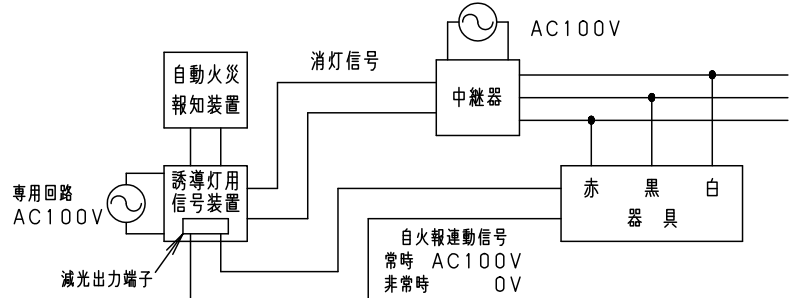 AC100V
消灯信号
自動火災
報知装置
中継器
誘導灯用
信号装置
専用回路
AC100V
赤 黒 白
器具
自火報連動信号
常時 AC100V
非常時 0V
減光出力端子